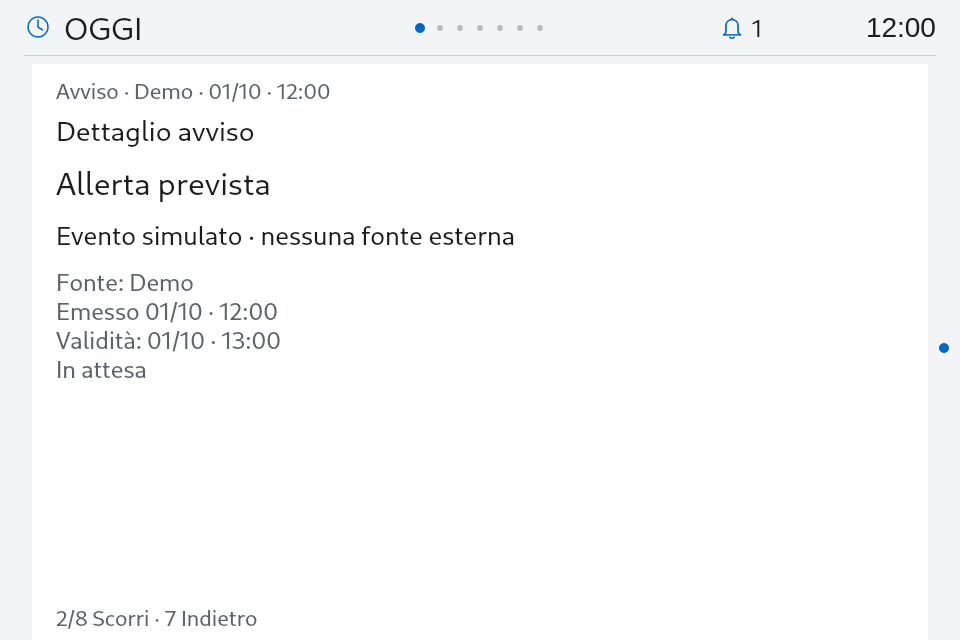 OGGI
1
12:00
Avviso · Demo · 01/10 · 12:00
Dettaglio avviso
Allerta prevista
Evento simulato · nessuna fonte esterna
Fonte: Demo
Emesso 01/10 · 12:00
Validità: 01/10 · 13:00
In attesa
2/8 Scorri · 7 Indietro